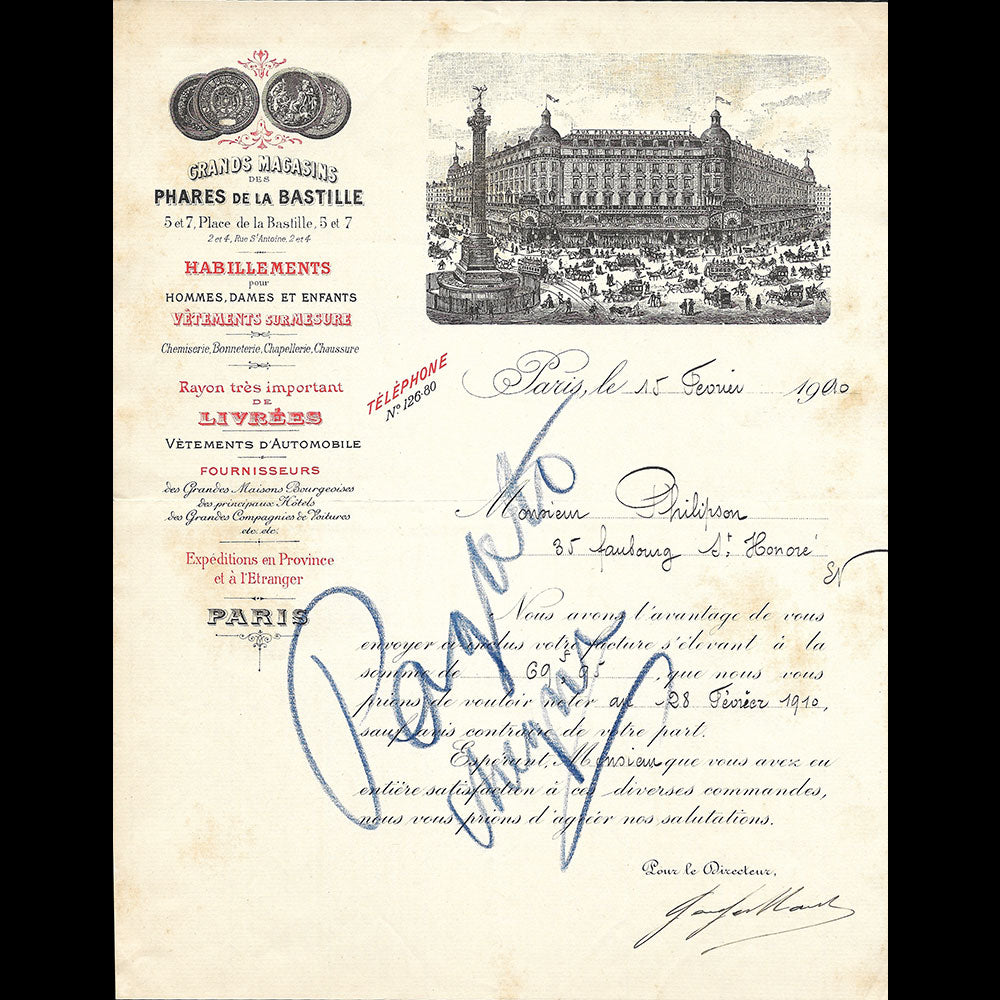 GRANDS MAGASINS
DES
PHARES DE LA BASTILLE
5 et 7, Place de la Bastille, 5 et 7
2 et 4, Rue St Antoine, 2 et 4
HABILLEMENTS
pour
HOMMES, DAMES ET ENFANTS
VÊTEMENTS SUR MESURE
Chemiserie, Bonneterie, Chapellerie, Chaussure
Rayon très important
DE
LIVRÉES
VÊTEMENTS D'AUTOMOBILE
FOURNISSEURS
des Grandes Maisons Bourgeoises
des principaux Hôtels
des Grandes Compagnies de Voitures
etc. etc.
Expéditions en Province
et à l'Etranger
PARIS
TÉLÉPHONE
No 126-80
Paris, le 15 Fevrier 1910
Monsieur Philipson
35 faubourg St Honoré
EN
Nous avons l'avantage de vous
envoyer ci-inclus votre facture s'élevant à la
somme de 69 F 95, que nous vous
prions de vouloir noter au 28 Février 1910,
sauf avis contraire de votre part.
Espérant, Monsieur que vous avez eu
entière satisfaction à ces diverses commandes,
nous vous prions d'agréer nos salutations.
Pour le Directeur,